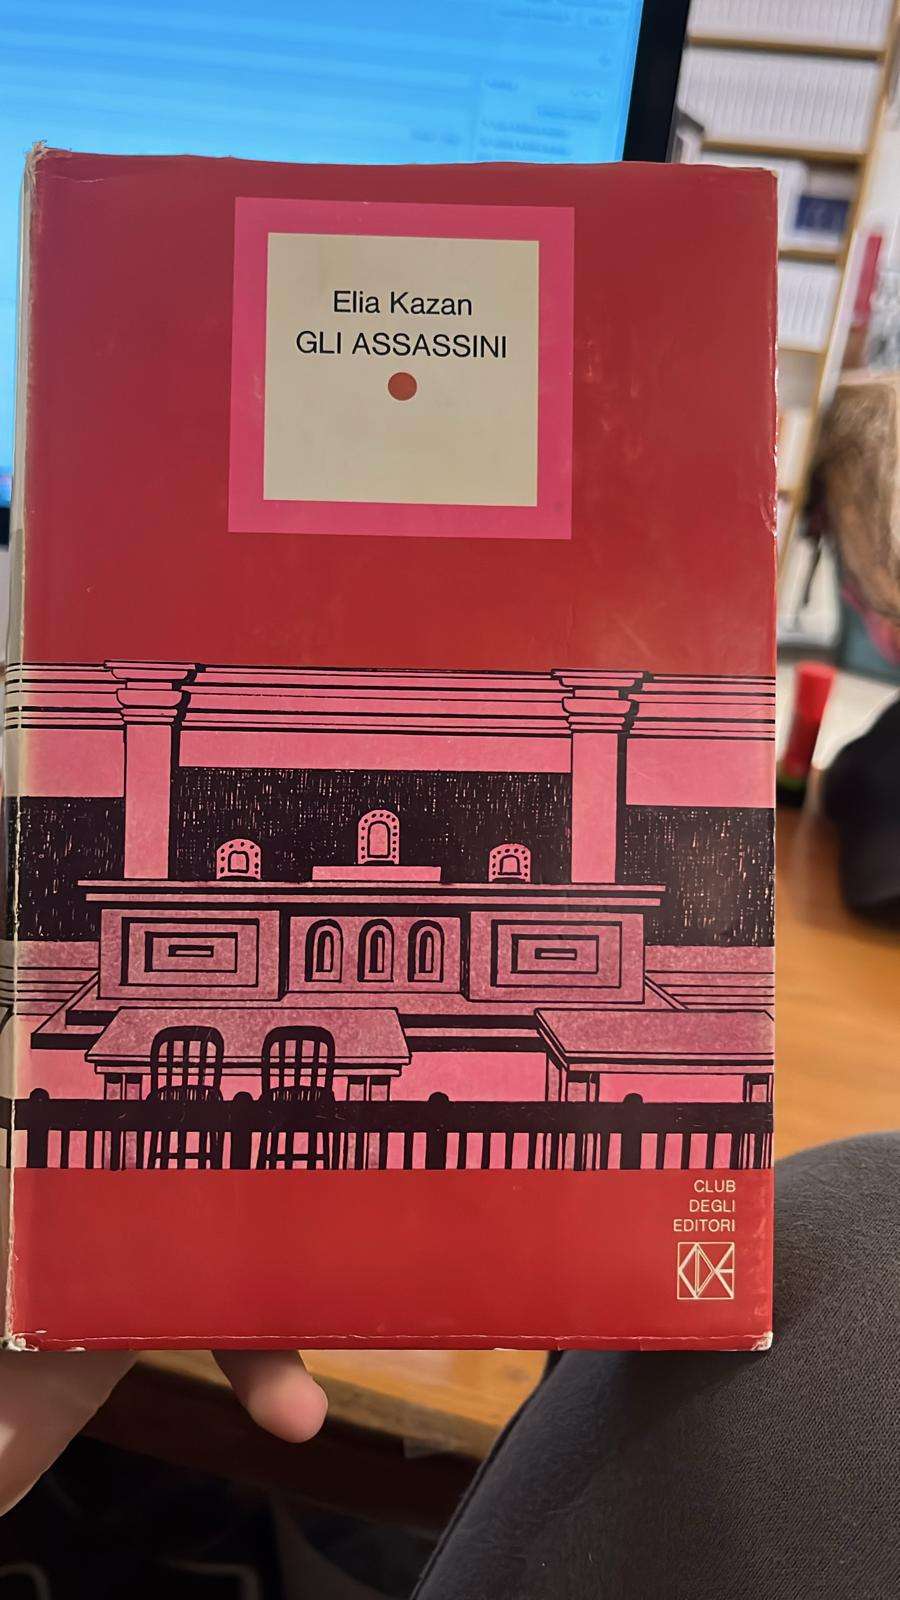 Elia Kazan
GLI ASSASSINI
CLUB
DEGLI
EDITORI